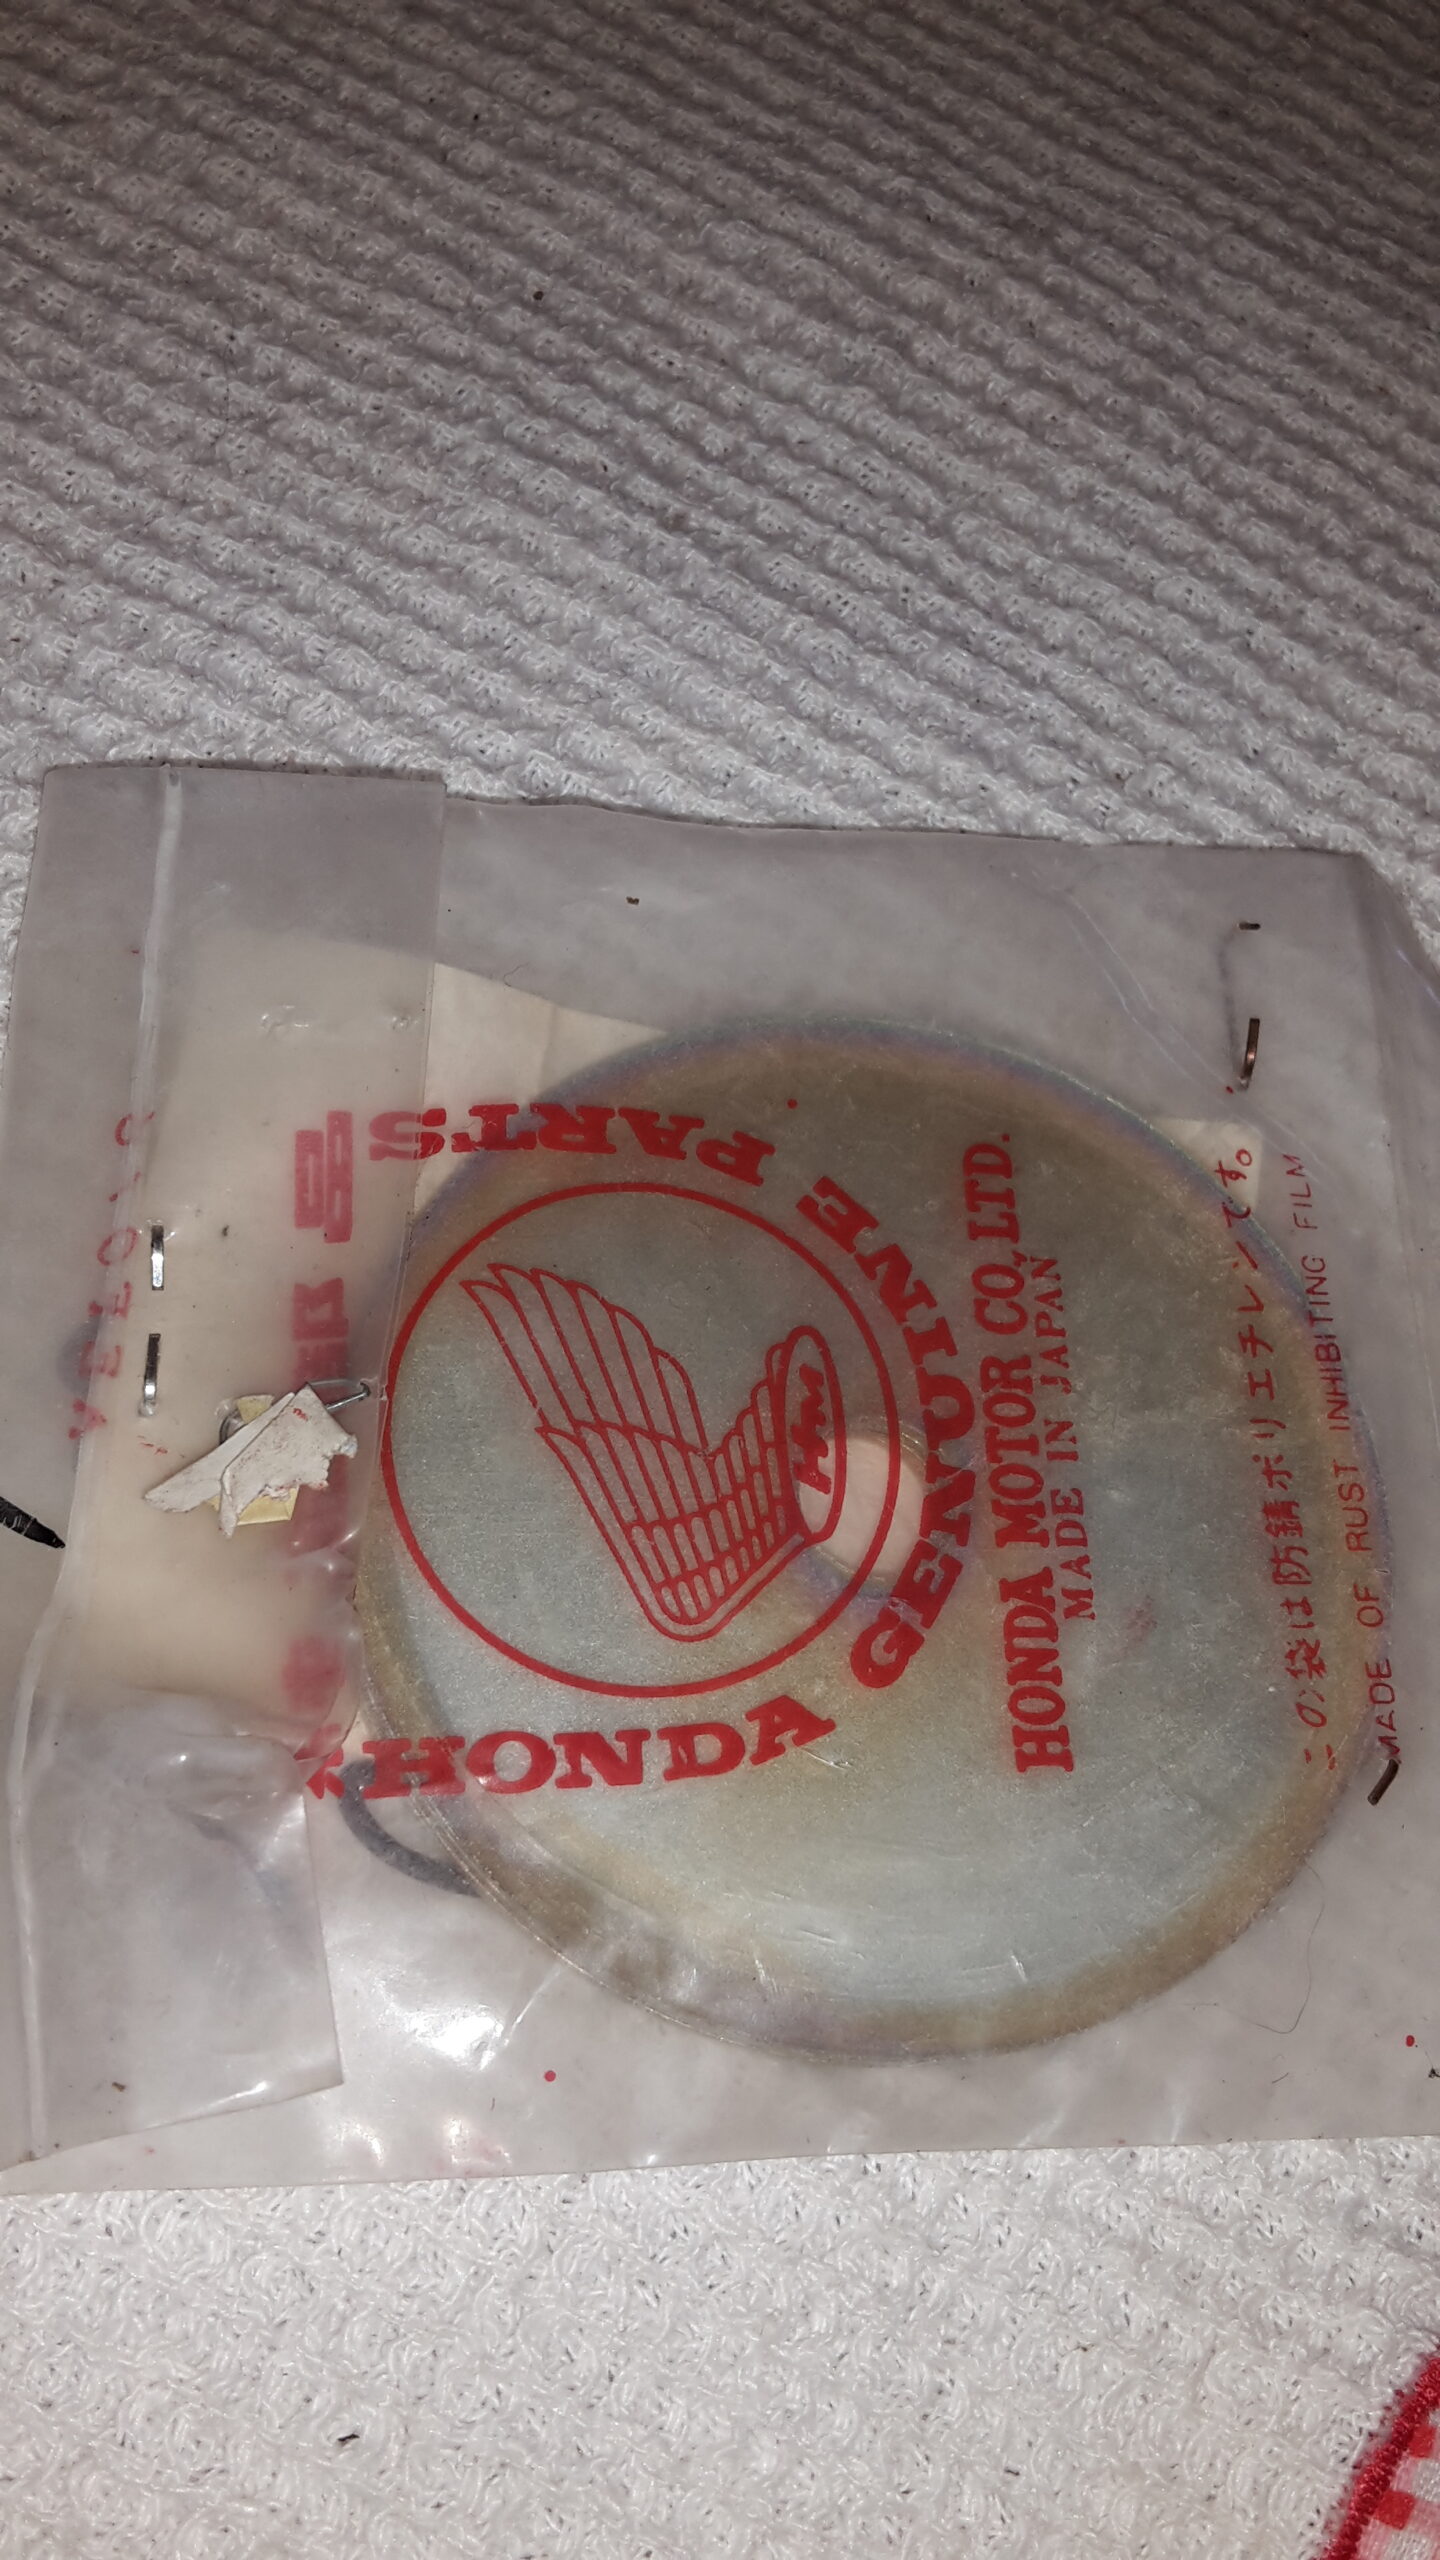 HONDA GENUINE PARTS
HM
HONDA MOTOR CO., LTD.
MADE IN JAPAN
この袋は防錆ポリエチレンです。
MADE OF RUST INHIBITING FILM